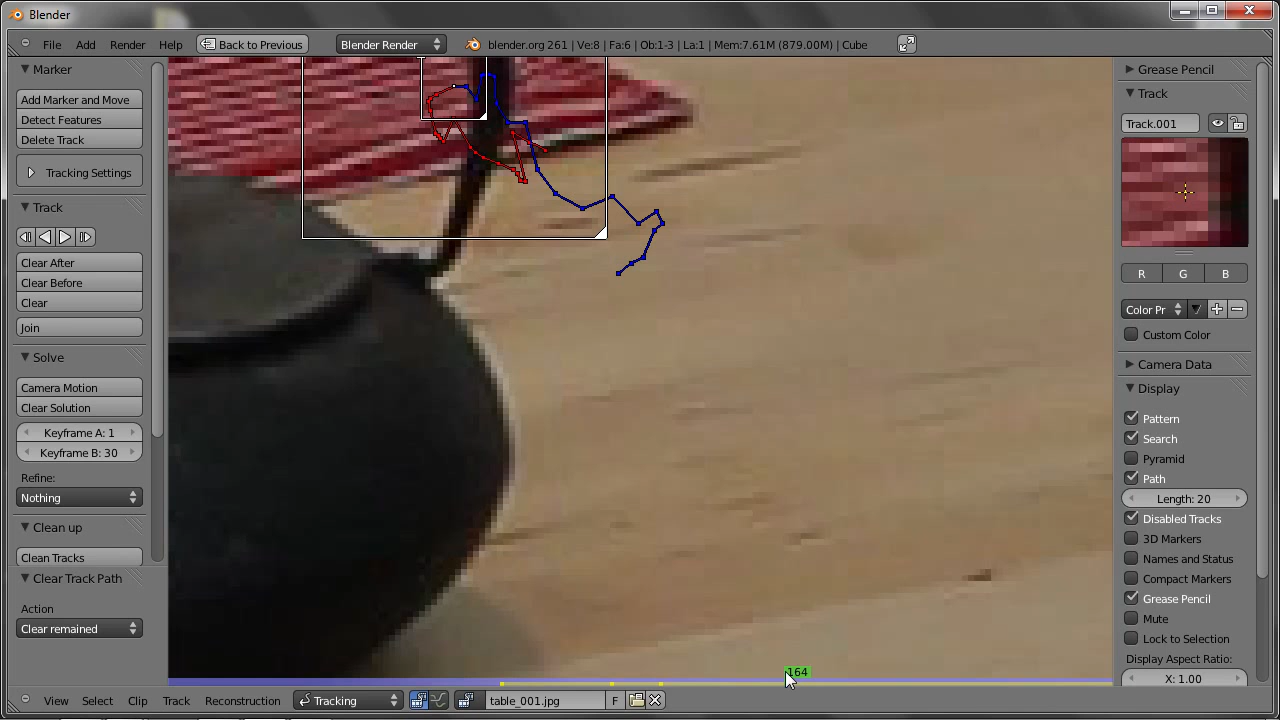 Blender
File Add Render Help Back to Previous Blender Render blender.org 261 | Ve:8 | Fa:6 | Ob:1-3 | La:1 | Mem:7.61M (879.00M) | Cube
Marker
Add Marker and Move
Detect Features
Delete Track
Tracking Settings
Track
Clear After
Clear Before
Clear
Join
Solve
Camera Motion
Clear Solution
Keyframe A: 1
Keyframe B: 30
Refine:
Nothing
Clean up
Clean Tracks
Clear Track Path
Action
Clear remained
164
Grease Pencil
Track
Track.001
R G B
Color Pr
Custom Color
Camera Data
Display
Pattern
Search
Pyramid
Path
Length: 20
Disabled Tracks
3D Markers
Names and Status
Compact Markers
Grease Pencil
Mute
Lock to Selection
Display Aspect Ratio:
X: 1.00
View Select Clip Track Reconstruction Tracking table_001.jpg F